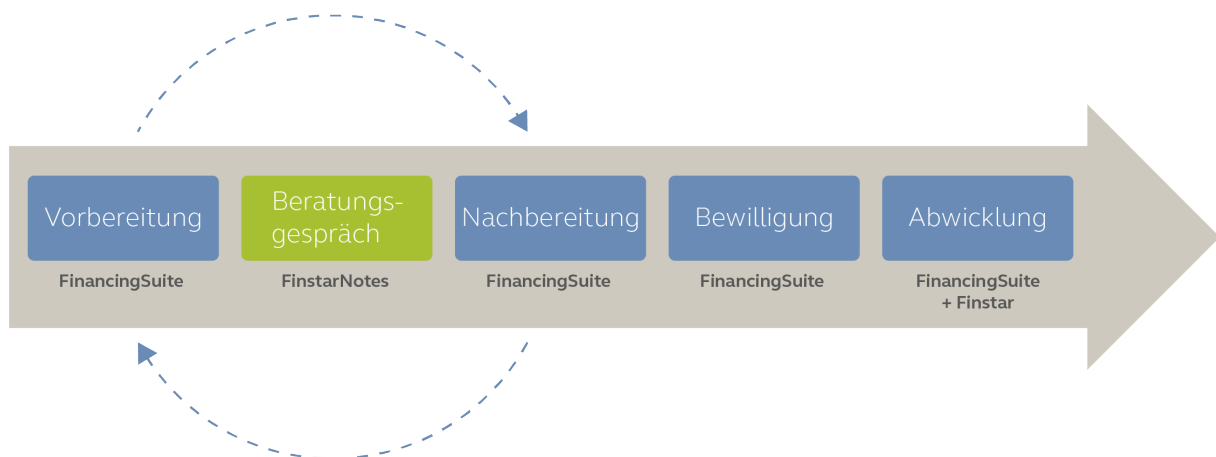 Vorbereitung
Beratungs-
gespräch
Nachbereitung
Bewilligung
Abwicklung
FinancingSuite
FinstarNotes
FinancingSuite
FinancingSuite
FinancingSuite
+ Finstar